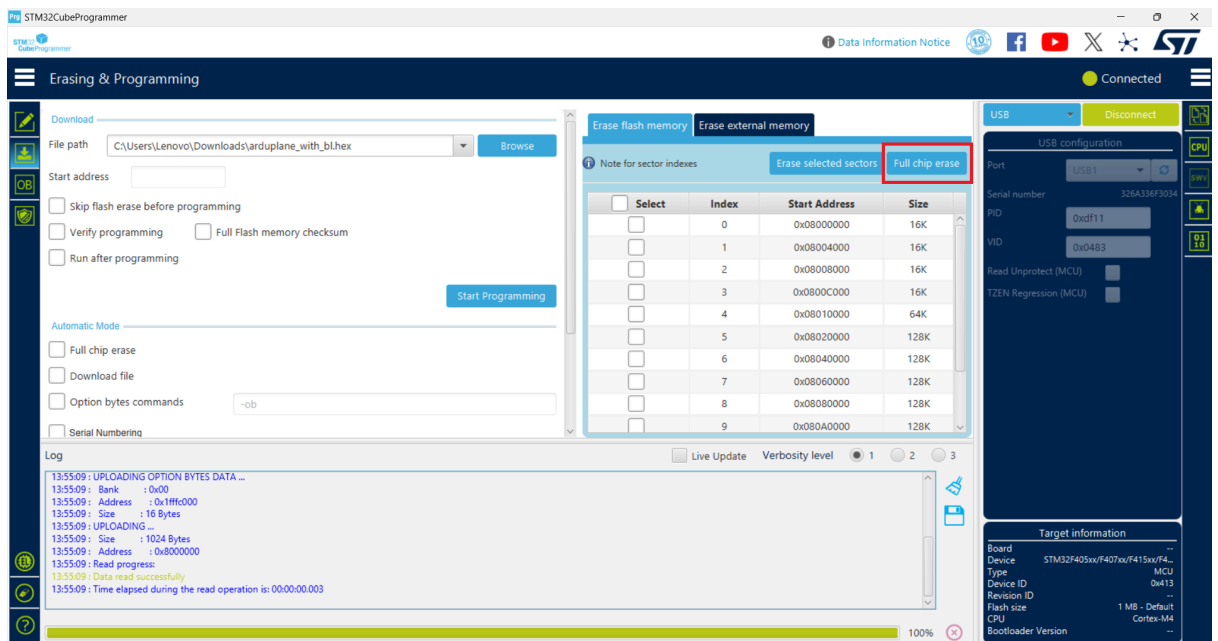 Prg STM32CubeProgrammer
STM32 CubeProgrammer
Data Information Notice
19
Erasing & Programming
Connected
Download
File path C:\Users\Lenovo\Downloads\arduplane_with_bl.hex Browse
Start address
Skip flash erase before programming
Verify programming Full Flash memory checksum
Run after programming
Start Programming
Automatic Mode
Full chip erase
Download file
Option bytes commands -ob
Serial Numbering
OB
Erase flash memory Erase external memory
Note for sector indexes Erase selected sectors Full chip erase
Select Index Start Address Size
0 0x08000000 16K
1 0x08004000 16K
2 0x08008000 16K
3 0x0800C000 16K
4 0x08010000 64K
5 0x08020000 128K
6 0x08040000 128K
7 0x08060000 128K
8 0x08080000 128K
9 0x080A0000 128K
USB Disconnect
USB configuration
Port USB1
Serial number 326A336F3034
PID 0xdf11
VID 0x0483
Read Unprotect (MCU)
TZEN Regression (MCU)
CPU
SWV
01
10
Log Live Update Verbosity level 1 2 3
13:55:09 : UPLOADING OPTION BYTES DATA ...
13:55:09 : Bank : 0x00
13:55:09 : Address : 0x1fffc000
13:55:09 : Size : 16 Bytes
13:55:09 : UPLOADING ...
13:55:09 : Size : 1024 Bytes
13:55:09 : Address : 0x8000000
13:55:09 : Read progress:
13:55:09 : Data read successfully
13:55:09 : Time elapsed during the read operation is: 00:00:00.003
100%
Target information
Board --
Device STM32F405xx/F407xx/F415xx/F4...
Type MCU
Device ID 0x413
Revision ID --
Flash size 1 MB - Default
CPU Cortex-M4
Bootloader Version --